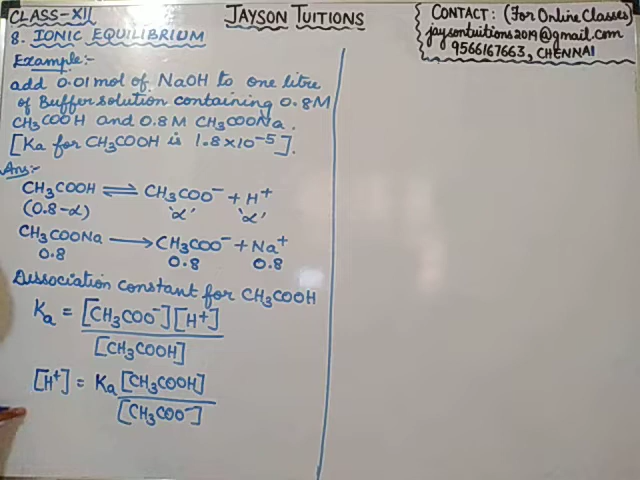 CLASS-XII
JAYSON TUITIONS
CONTACT: (For Online Classes)
jaysontuitions2019@gmail.com
9566167663, CHENNAI
8. IONIC EQUILIBRIUM
Example:-
add 0.01 mol of NaOH to one litre
of Buffer solution containing 0.8M
CH₃COOH and 0.8M CH₃COONa.
[Ka for CH₃COOH is 1.8×10⁻⁵].
Ans:-
CH₃COOH ⇌ CH₃COO⁻ + H⁺
(0.8-α) 'α' 'α'
CH₃COONa ⟶ CH₃COO⁻ + Na⁺
0.8 0.8 0.8
Dissociation constant for CH₃COOH
Ka = [CH₃COO⁻][H⁺]
[CH₃COOH]
[H⁺] = Ka [CH₃COOH]
[CH₃COO⁻]